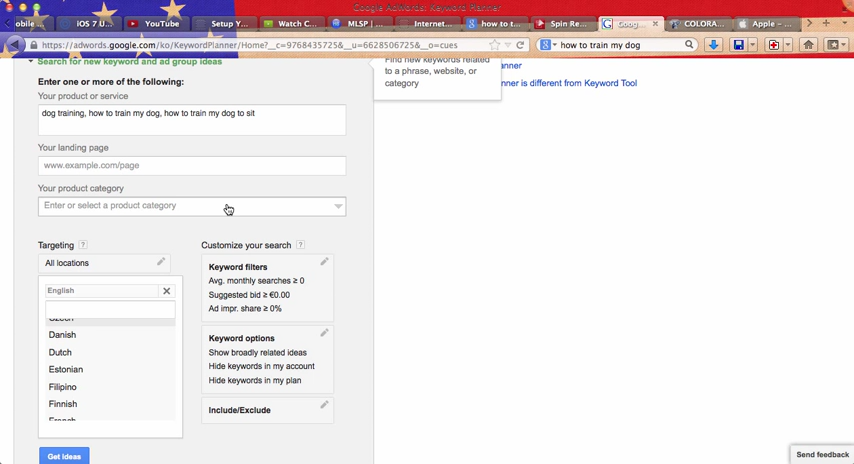 Google AdWords: Keyword Planner
obile
iOS 7 U...
YouTube
Setup Y...
Watch C...
MLSP |...
Internet...
how to t...
Spin Re...
Goog...
COLORA...
Apple – ...
https://adwords.google.com/ko/KeywordPlanner/Home?__c=9768435725&__u=6628506725&__o=cues
how to train my dog
Search for new keyword and ad group ideas
Find new keywords related
to a phrase, website, or
category
anner
nner is different from Keyword Tool
Enter one or more of the following:
Your product or service
dog training, how to train my dog, how to train my dog to sit
Your landing page
www.example.com/page
Your product category
Enter or select a product category
Targeting ?
All locations
English
Czech
Danish
Dutch
Estonian
Filipino
Finnish
French
Get ideas
Customize your search ?
Keyword filters
Avg. monthly searches ≥ 0
Suggested bid ≥ €0.00
Ad impr. share ≥ 0%
Keyword options
Show broadly related ideas
Hide keywords in my account
Hide keywords in my plan
Include/Exclude
Send feedback